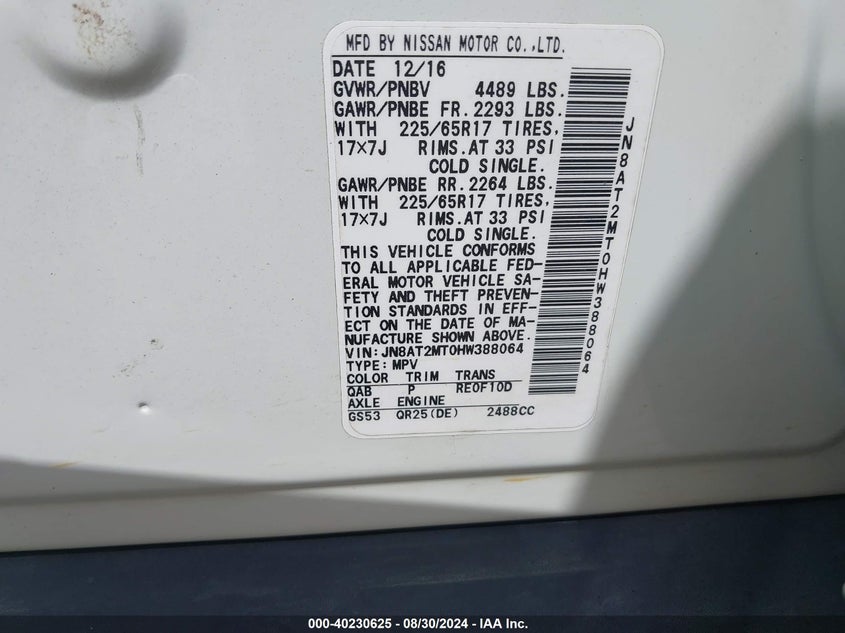 MFD BY NISSAN MOTOR CO.,LTD.
DATE 12/16
GVWR/PNBV 4489 LBS.
GAWR/PNBE FR. 2293 LBS.
WITH 225/65R17 TIRES,
17×7J RIMS. AT 33 PSI
COLD SINGLE.
GAWR/PNBE RR. 2264 LBS.
WITH 225/65R17 TIRES,
17×7J RIMS. AT 33 PSI
COLD SINGLE.
THIS VEHICLE CONFORMS
TO ALL APPLICABLE FED-
ERAL MOTOR VEHICLE SA-
FETY AND THEFT PREVEN-
TION STANDARDS IN EFF-
ECT ON THE DATE OF MA-
NUFACTURE SHOWN ABOVE.
VIN: JN8AT2MT0HW388064
TYPE: MPV
COLOR TRIM TRANS
QAB P RE0F10D
AXLE ENGINE
GS53 QR25(DE) 2488CC
JN8AT2MT0HW388064
000-40230625 - 08/30/2024 - IAA Inc.